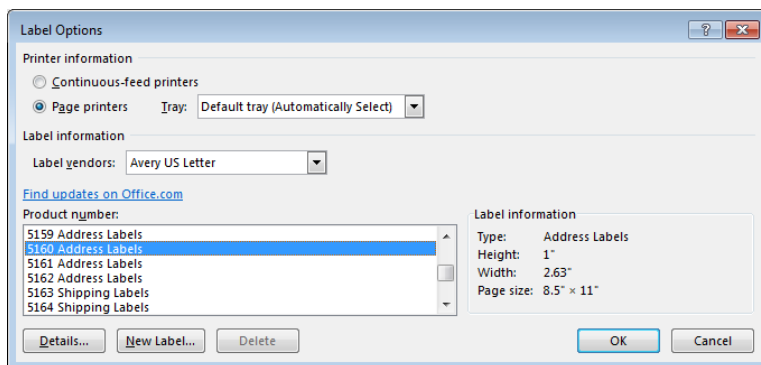 Label Options
Printer information
Continuous-feed printers
Page printers Tray: Default tray (Automatically Select)
Label information
Label vendors: Avery US Letter
Find updates on Office.com
Product number:
5159 Address Labels
5160 Address Labels
5161 Address Labels
5162 Address Labels
5163 Shipping Labels
5164 Shipping Labels
Label information
Type: Address Labels
Height: 1"
Width: 2.63"
Page size: 8.5" × 11"
Details... New Label... Delete OK Cancel